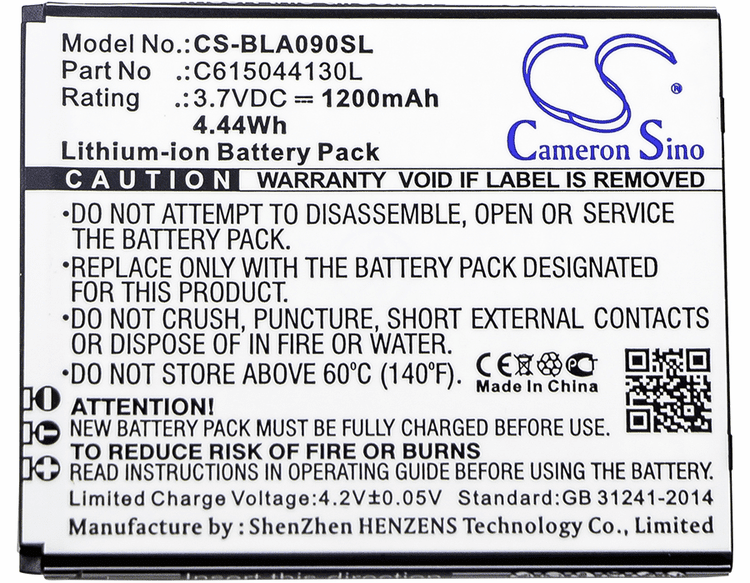 Model No.:CS-BLA090SL
Part No :C615044130L
Rating :3.7VDC 1200mAh
4.44Wh
Lithium-ion Battery Pack
CS
®
Cameron Sino
CAUTION WARRANTY VOID IF LABEL IS REMOVED
•DO NOT ATTEMPT TO DISASSEMBLE, OPEN OR SERVICE
THE BATTERY PACK.
•REPLACE ONLY WITH THE BATTERY PACK DESIGNATED
FOR THIS PRODUCT.
•DO NOT CRUSH, PUNCTURE, SHORT EXTERNAL CONTACTS
OR DISPOSED OF IN FIRE OR WATER.
•DO NOT STORE ABOVE 60°C (140°F).
CE
Made In China
ATTENTION!
NEW BATTERY PACK MUST BE FULLY CHARGED BEFORE USE.
TO REDUCE RISK OF FIRE OR BURNS
READ INSTRUCTIONS IN OPERATING GUIDE BEFORE USING THE BATTERY.
Limited Charge Voltage:4.2V±0.05V Standard:GB 31241-2014
Manufacture by:ShenZhen HENZENS Technology Co., Ltd.